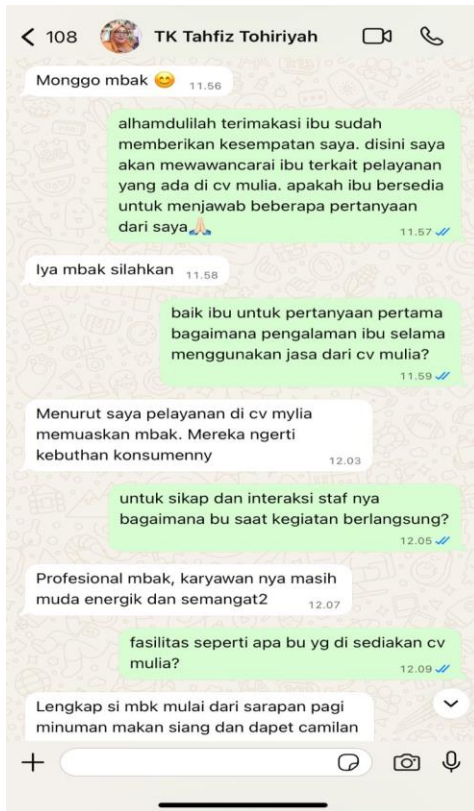 108 TK Tahfiz Tohiriyah
Monggo mbak 😊 11.56
alhamdulilah terimakasi ibu sudah
memberikan kesempatan saya. disini saya
akan mewawancarai ibu terkait pelayanan
yang ada di cv mulia. apakah ibu bersedia
untuk menjawab beberapa pertanyaan
dari saya🙏🏻 11.57
Iya mbak silahkan 11.58
baik ibu untuk pertanyaan pertama
bagaimana pengalaman ibu selama
menggunakan jasa dari cv mulia?
11.59
Menurut saya pelayanan di cv mylia
memuaskan mbak. Mereka ngerti
kebuthan konsumenny 12.03
untuk sikap dan interaksi staf nya
bagaimana bu saat kegiatan berlangsung?
12.05
Profesional mbak, karyawan nya masih
muda energik dan semangat2 12.07
fasilitas seperti apa bu yg di sediakan cv
mulia? 12.09
Lengkap si mbk mulai dari sarapan pagi
minuman makan siang dan dapet camilan